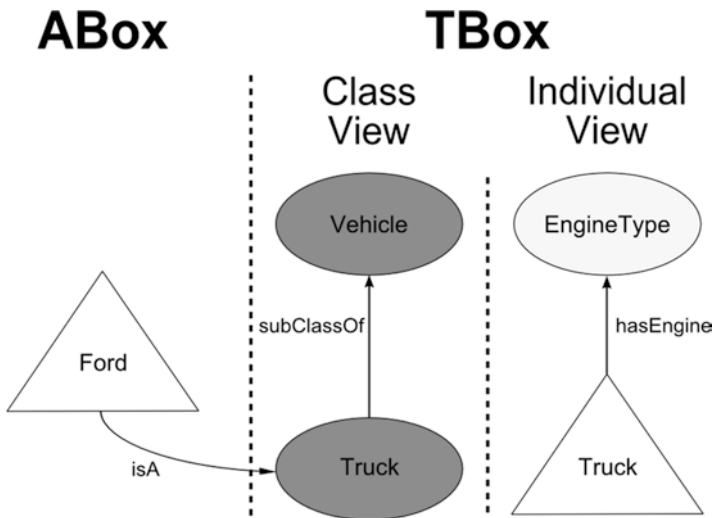 ABox
TBox
Class
View
Individual
View
Vehicle
EngineType
subClassOf
hasEngine
Ford
isA
Truck
Truck